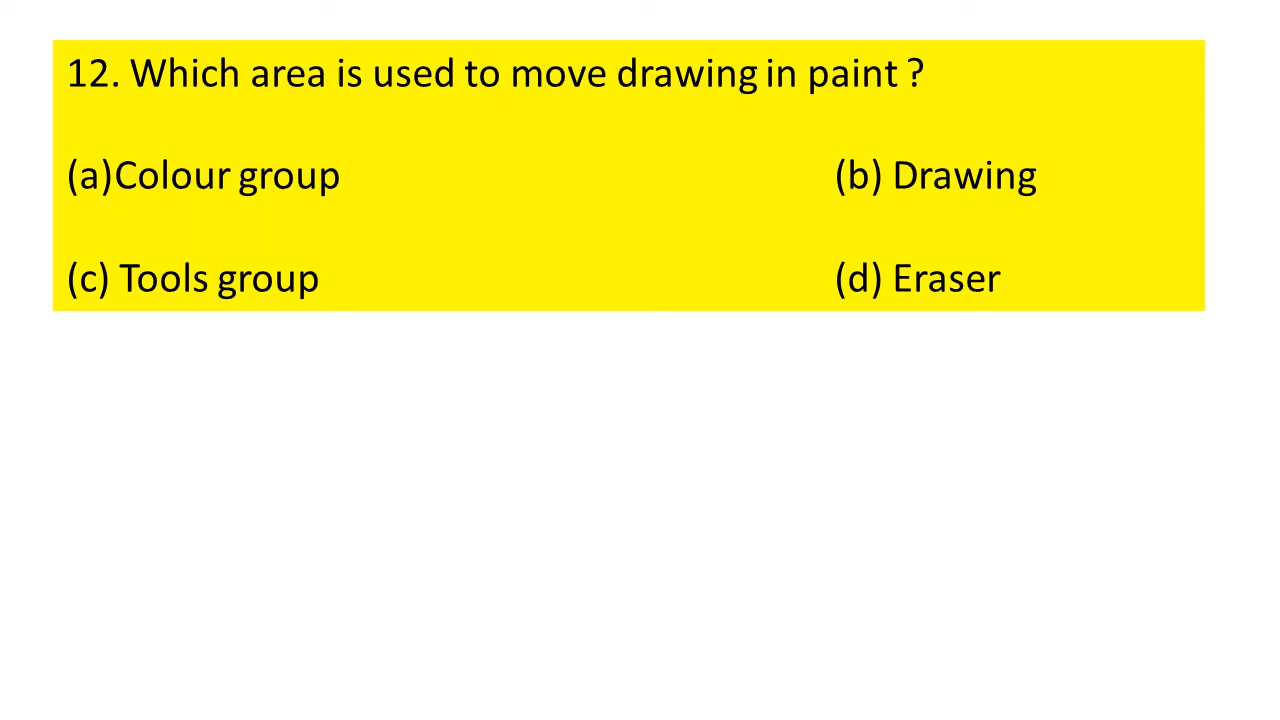 12. Which area is used to move drawing in paint ?
(a)Colour group (b) Drawing
(c) Tools group (d) Eraser